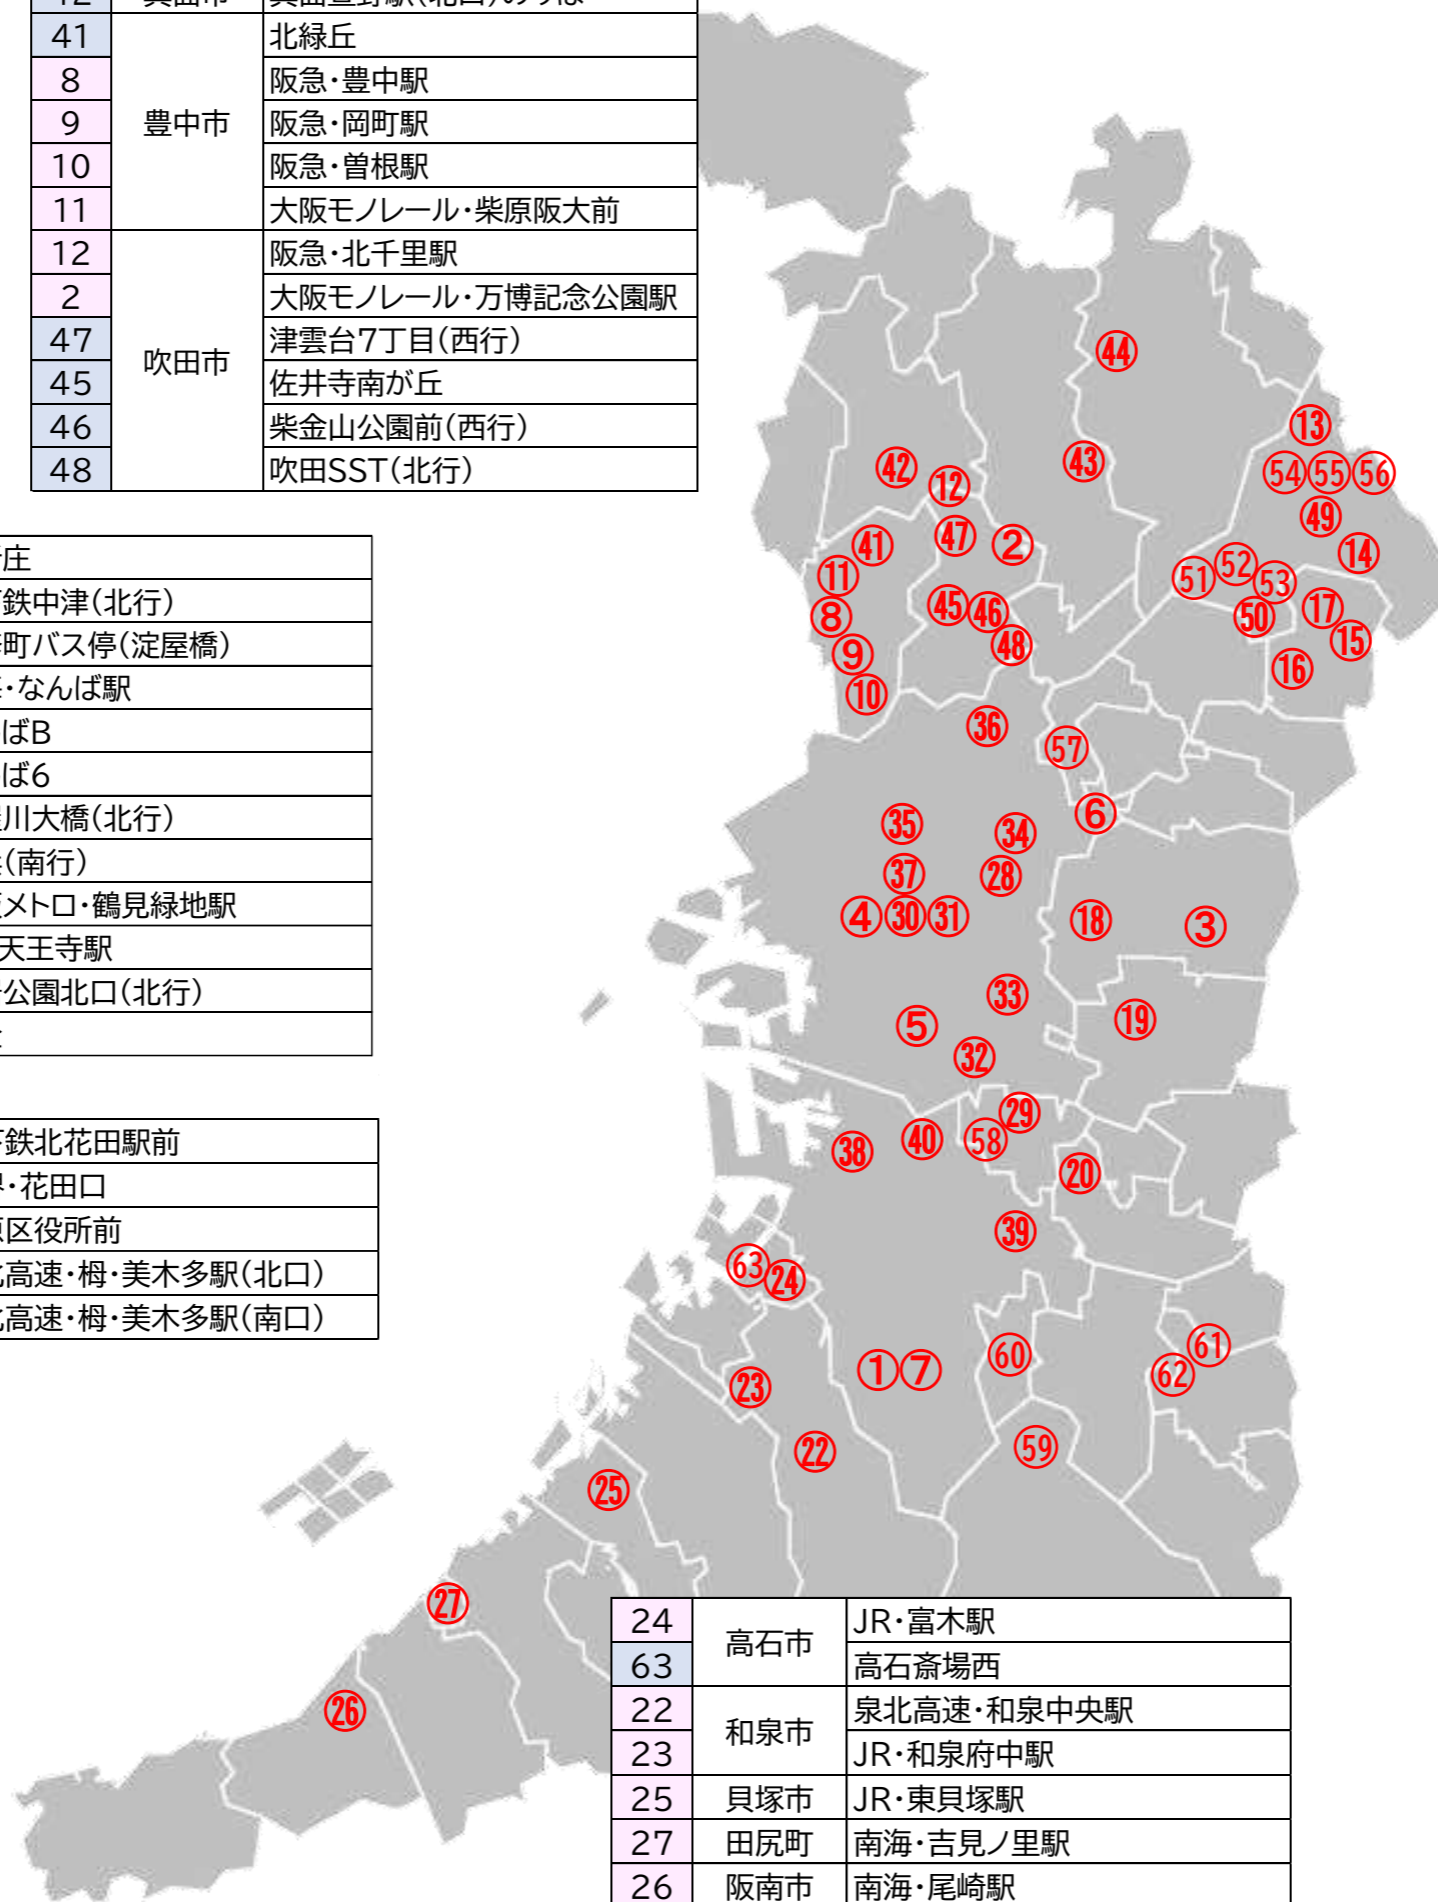 41 豊中市 北緑丘
8 阪急・豊中駅
9 阪急・岡町駅
10 阪急・曽根駅
11 大阪モノレール・柴原阪大前
12 吹田市 阪急・北千里駅
2 大阪モノレール・万博記念公園駅
47 津雲台7丁目(西行)
45 佐井寺南が丘
46 柴金山公園前(西行)
48 吹田SST(北行)
庄
鉄中津(北行)
町バス停(淀屋橋)
・なんば駅
ばB
ば6
川大橋(北行)
(南行)
メトロ・鶴見緑地駅
天王寺駅
公園北口(北行)
鉄北花田駅前
・花田口
区役所前
高速・栂・美木多駅(北口)
高速・栂・美木多駅(南口)
㊹
⑬
㊷ ⑫ ㊸ 54 55 56
㊾
㊶ ㊼ ② ⑭
⑪ 51 52 53
⑧ ㊺ ㊻ ㊿ ⑰
⑨ ㊽ ⑮
⑩ ⑯
㊱ 57
㉟ ㉞ ⑥
㊲ ㉘
④ ㉚ ㉛ ⑱ ③
㉝
⑤ ⑲
㉜
㉙
㊳ ㊵ 58
⑳
㊴
63 ㉔
① ⑦ 60 61
㉓ 62
㉒ 59
㉕
㉗
㉖
24 高石市 JR・富木駅
63 高石斎場西
22 和泉市 泉北高速・和泉中央駅
23 JR・和泉府中駅
25 貝塚市 JR・東貝塚駅
27 田尻町 南海・吉見ノ里駅
26 阪南市 南海・尾崎駅